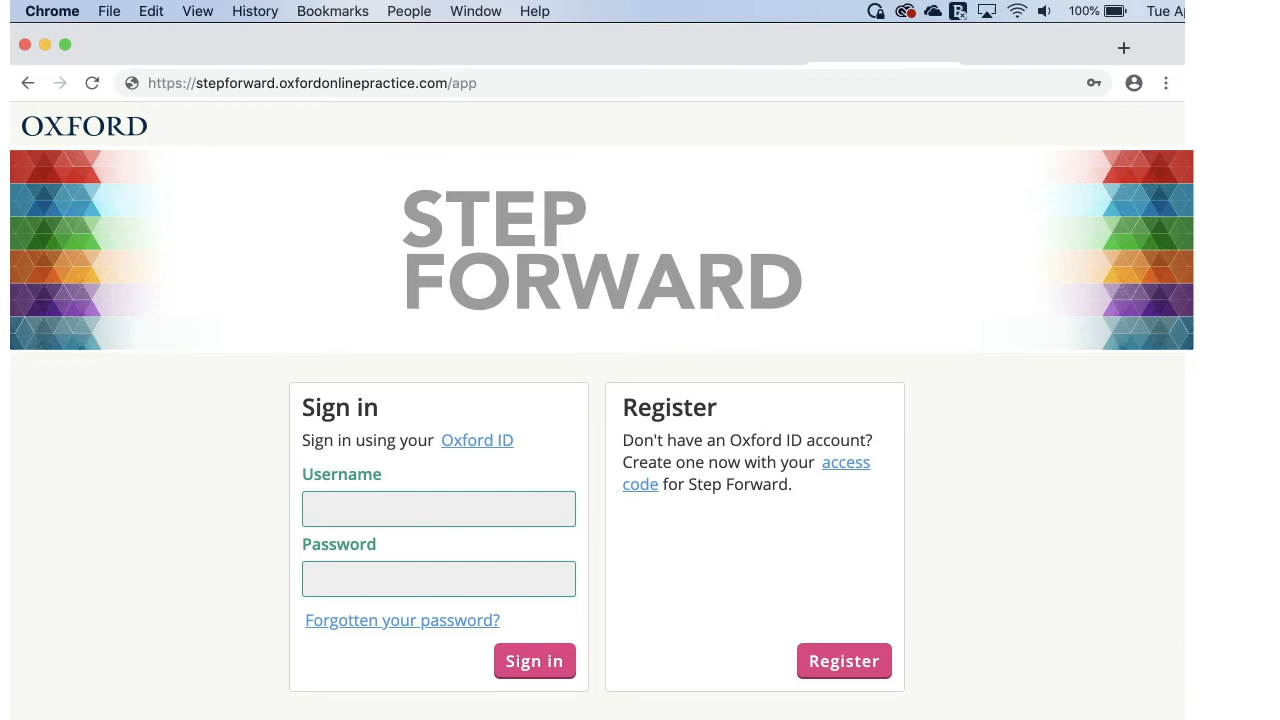 Chrome File Edit View History Bookmarks People Window Help 100% Tue
https://stepforward.oxfordonlinepractice.com/app
OXFORD
STEP
FORWARD
Sign in
Sign in using your Oxford ID
Username
Password
Forgotten your password?
Sign in
Register
Don't have an Oxford ID account?
Create one now with your access
code for Step Forward.
Register